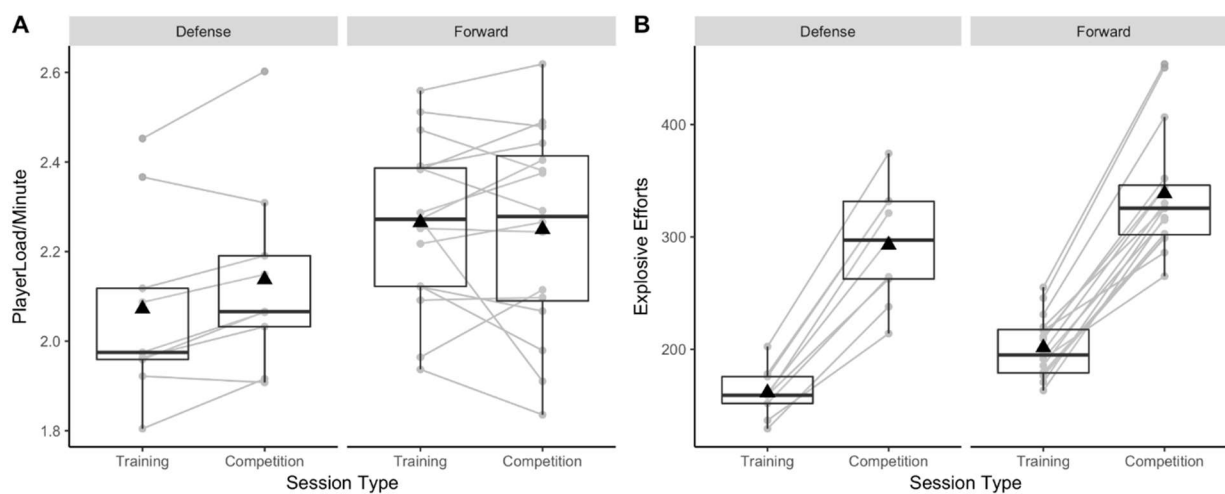 A
Defense
Forward
PlayerLoad/Minute
2.6
2.4
2.2
2.0
1.8
Training
Competition
Training
Competition
Session Type
B
Defense
Forward
Explosive Efforts
400
300
200
Training
Competition
Training
Competition
Session Type